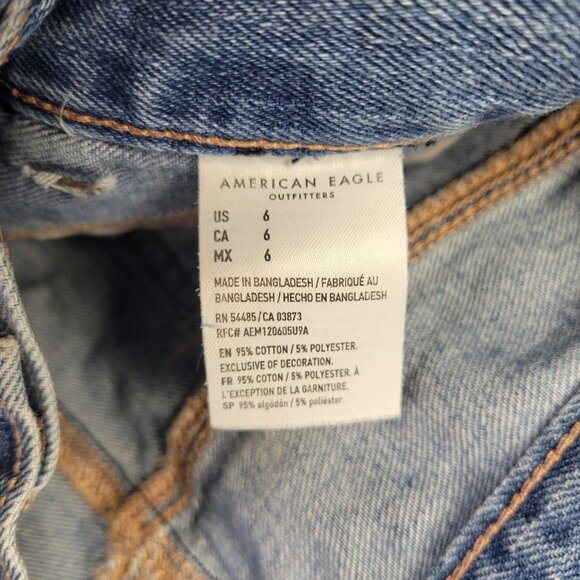 AMERICAN EAGLE
OUTFITTERS
US 6
CA 6
MX 6
MADE IN BANGLADESH / FABRIQUÉ AU
BANGLADESH / HECHO EN BANGLADESH
RN 54485 / CA 03873
RFC# AEM120605U9A
EN 95% COTTON / 5% POLYESTER.
EXCLUSIVE OF DECORATION.
FR 95% COTON / 5% POLYESTER. À
L'EXCEPTION DE LA GARNITURE.
SP 95% algodón / 5% poliéster.